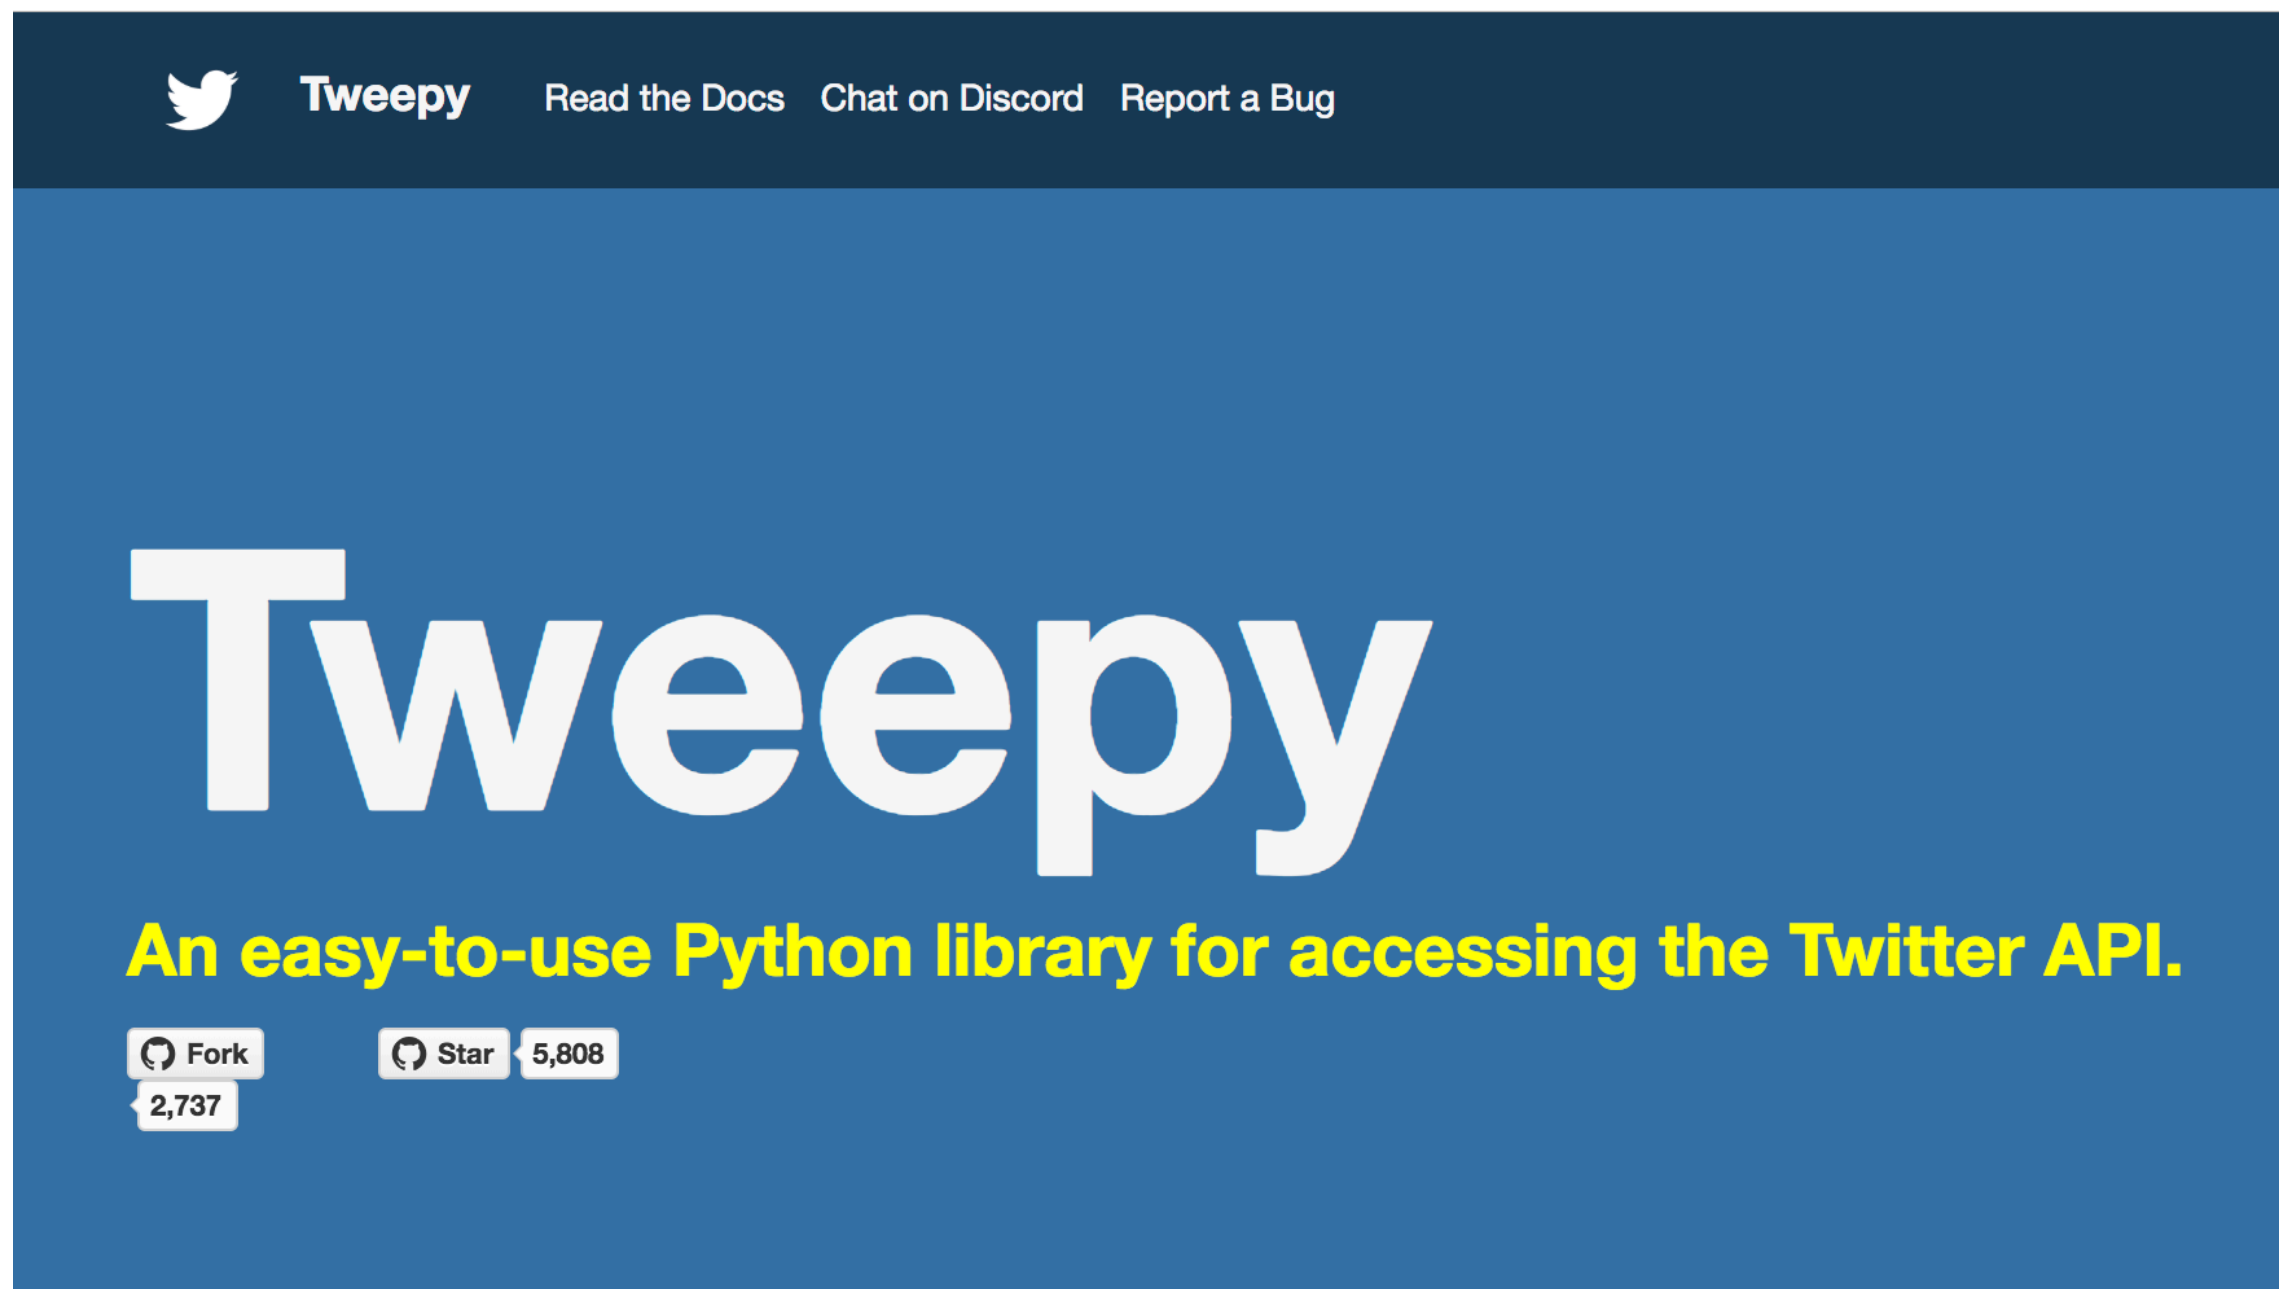 Tweepy Read the Docs Chat on Discord Report a Bug
Tweepy
An easy-to-use Python library for accessing the Twitter API.
Fork Star 5,808
2,737